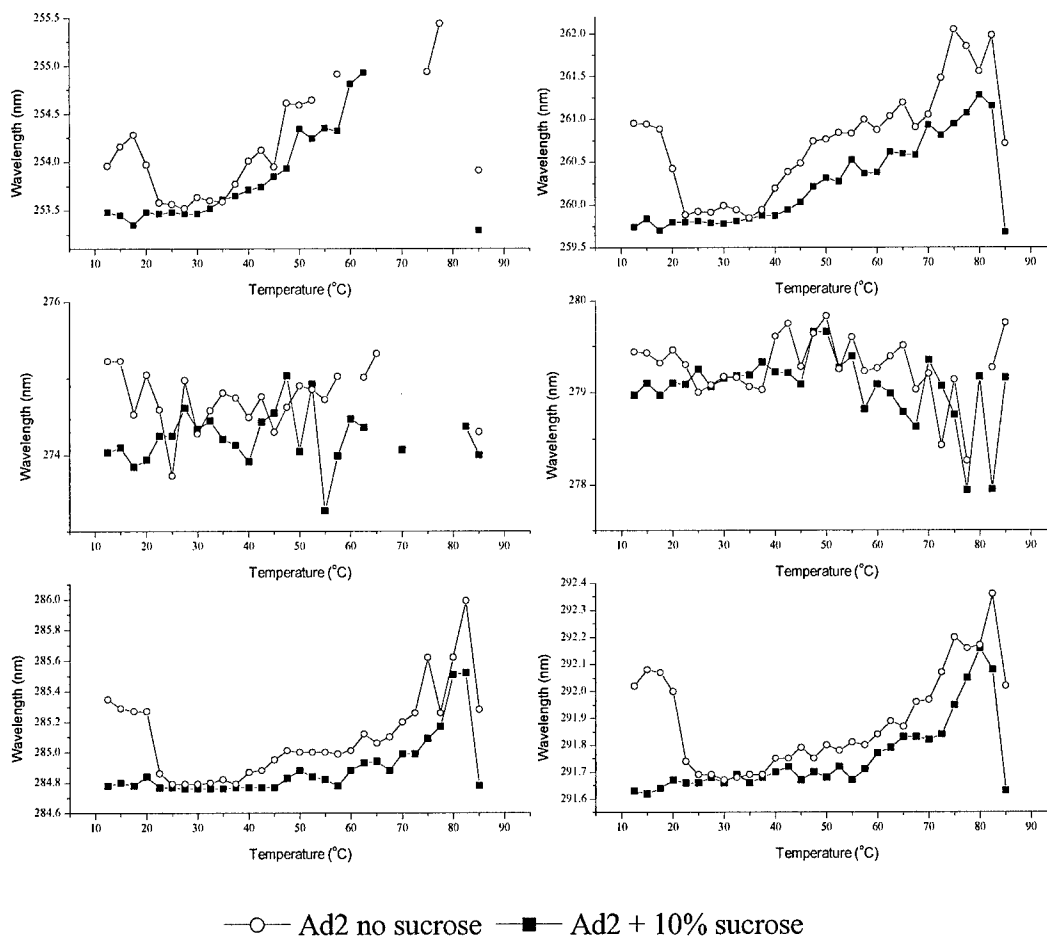 255.5
255.0
254.5
254.0
253.5
Wavelength (nm)
10 20 30 40 50 60 70 80 90
Temperature (°C)
262.0
261.5
261.0
260.5
260.0
259.5
Wavelength (nm)
10 20 30 40 50 60 70 80 90
Temperature (°C)
276
274
Wavelength (nm)
10 20 30 40 50 60 70 80 90
Temperature (°C)
280
279
278
Wavelength (nm)
10 20 30 40 50 60 70 80 90
Temperature (°C)
286.0
285.8
285.6
285.4
285.2
285.0
284.8
284.6
Wavelength (nm)
10 20 30 40 50 60 70 80 90
Temperature (°C)
292.4
292.3
292.2
292.1
292.0
291.9
291.8
291.7
291.6
Wavelength (nm)
10 20 30 40 50 60 70 80 90
Temperature (°C)
Ad2 no sucrose Ad2 + 10% sucrose